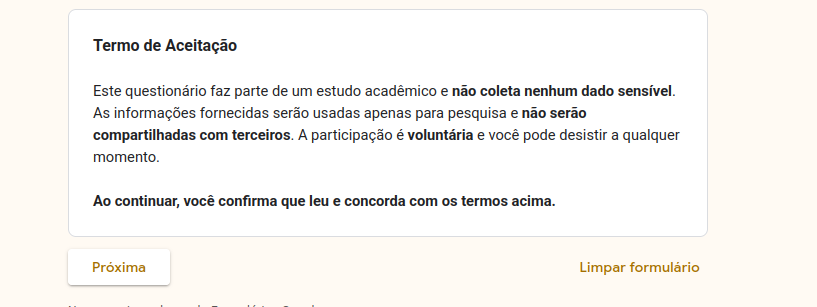 Termo de Aceitação
Este questionário faz parte de um estudo acadêmico e não coleta nenhum dado sensível.
As informações fornecidas serão usadas apenas para pesquisa e não serão
compartilhadas com terceiros. A participação é voluntária e você pode desistir a qualquer
momento.
Ao continuar, você confirma que leu e concorda com os termos acima.
Próxima
Limpar formulário